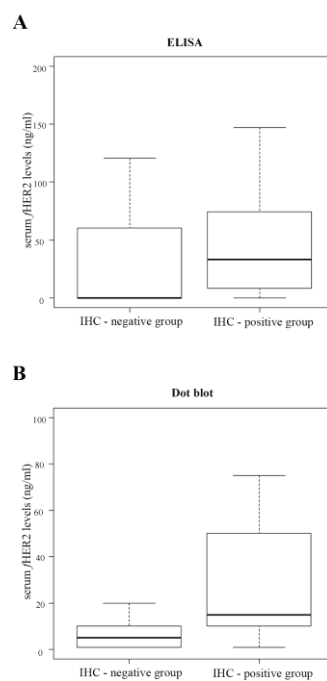 A
ELISA
serum fHER2 levels (ng/ml)
200
150
100
50
0
IHC - negative group
IHC - positive group
B
Dot blot
serum fHER2 levels (ng/ml)
100
80
60
40
20
0
IHC - negative group
IHC - positive group